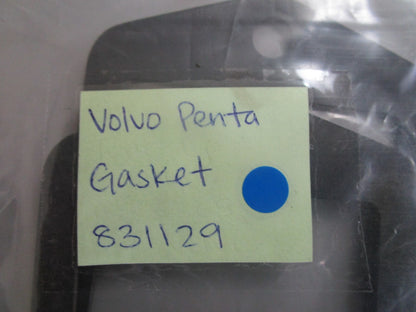 Volvo Penta
Gasket
831129